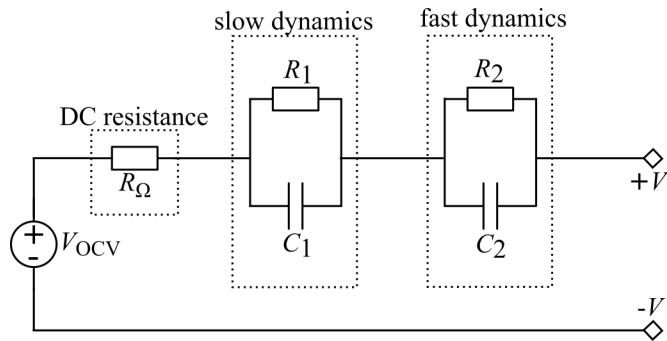 slow dynamics
fast dynamics
R1
R2
DC resistance
RΩ
+V
C1
C2
+
-
VOCV
-V